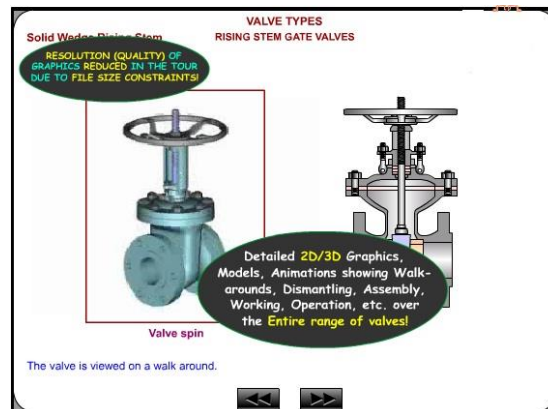 VALVE TYPES
Solid Wedge Rising Stem
RISING STEM GATE VALVES
RESOLUTION (QUALITY) OF
GRAPHICS REDUCED IN THE TOUR
DUE TO FILE SIZE CONSTRAINTS!
Detailed 2D/3D Graphics,
Models, Animations showing Walk-
arounds, Dismantling, Assembly,
Working, Operation, etc. over
the Entire range of valves!
Valve spin
The valve is viewed on a walk around.